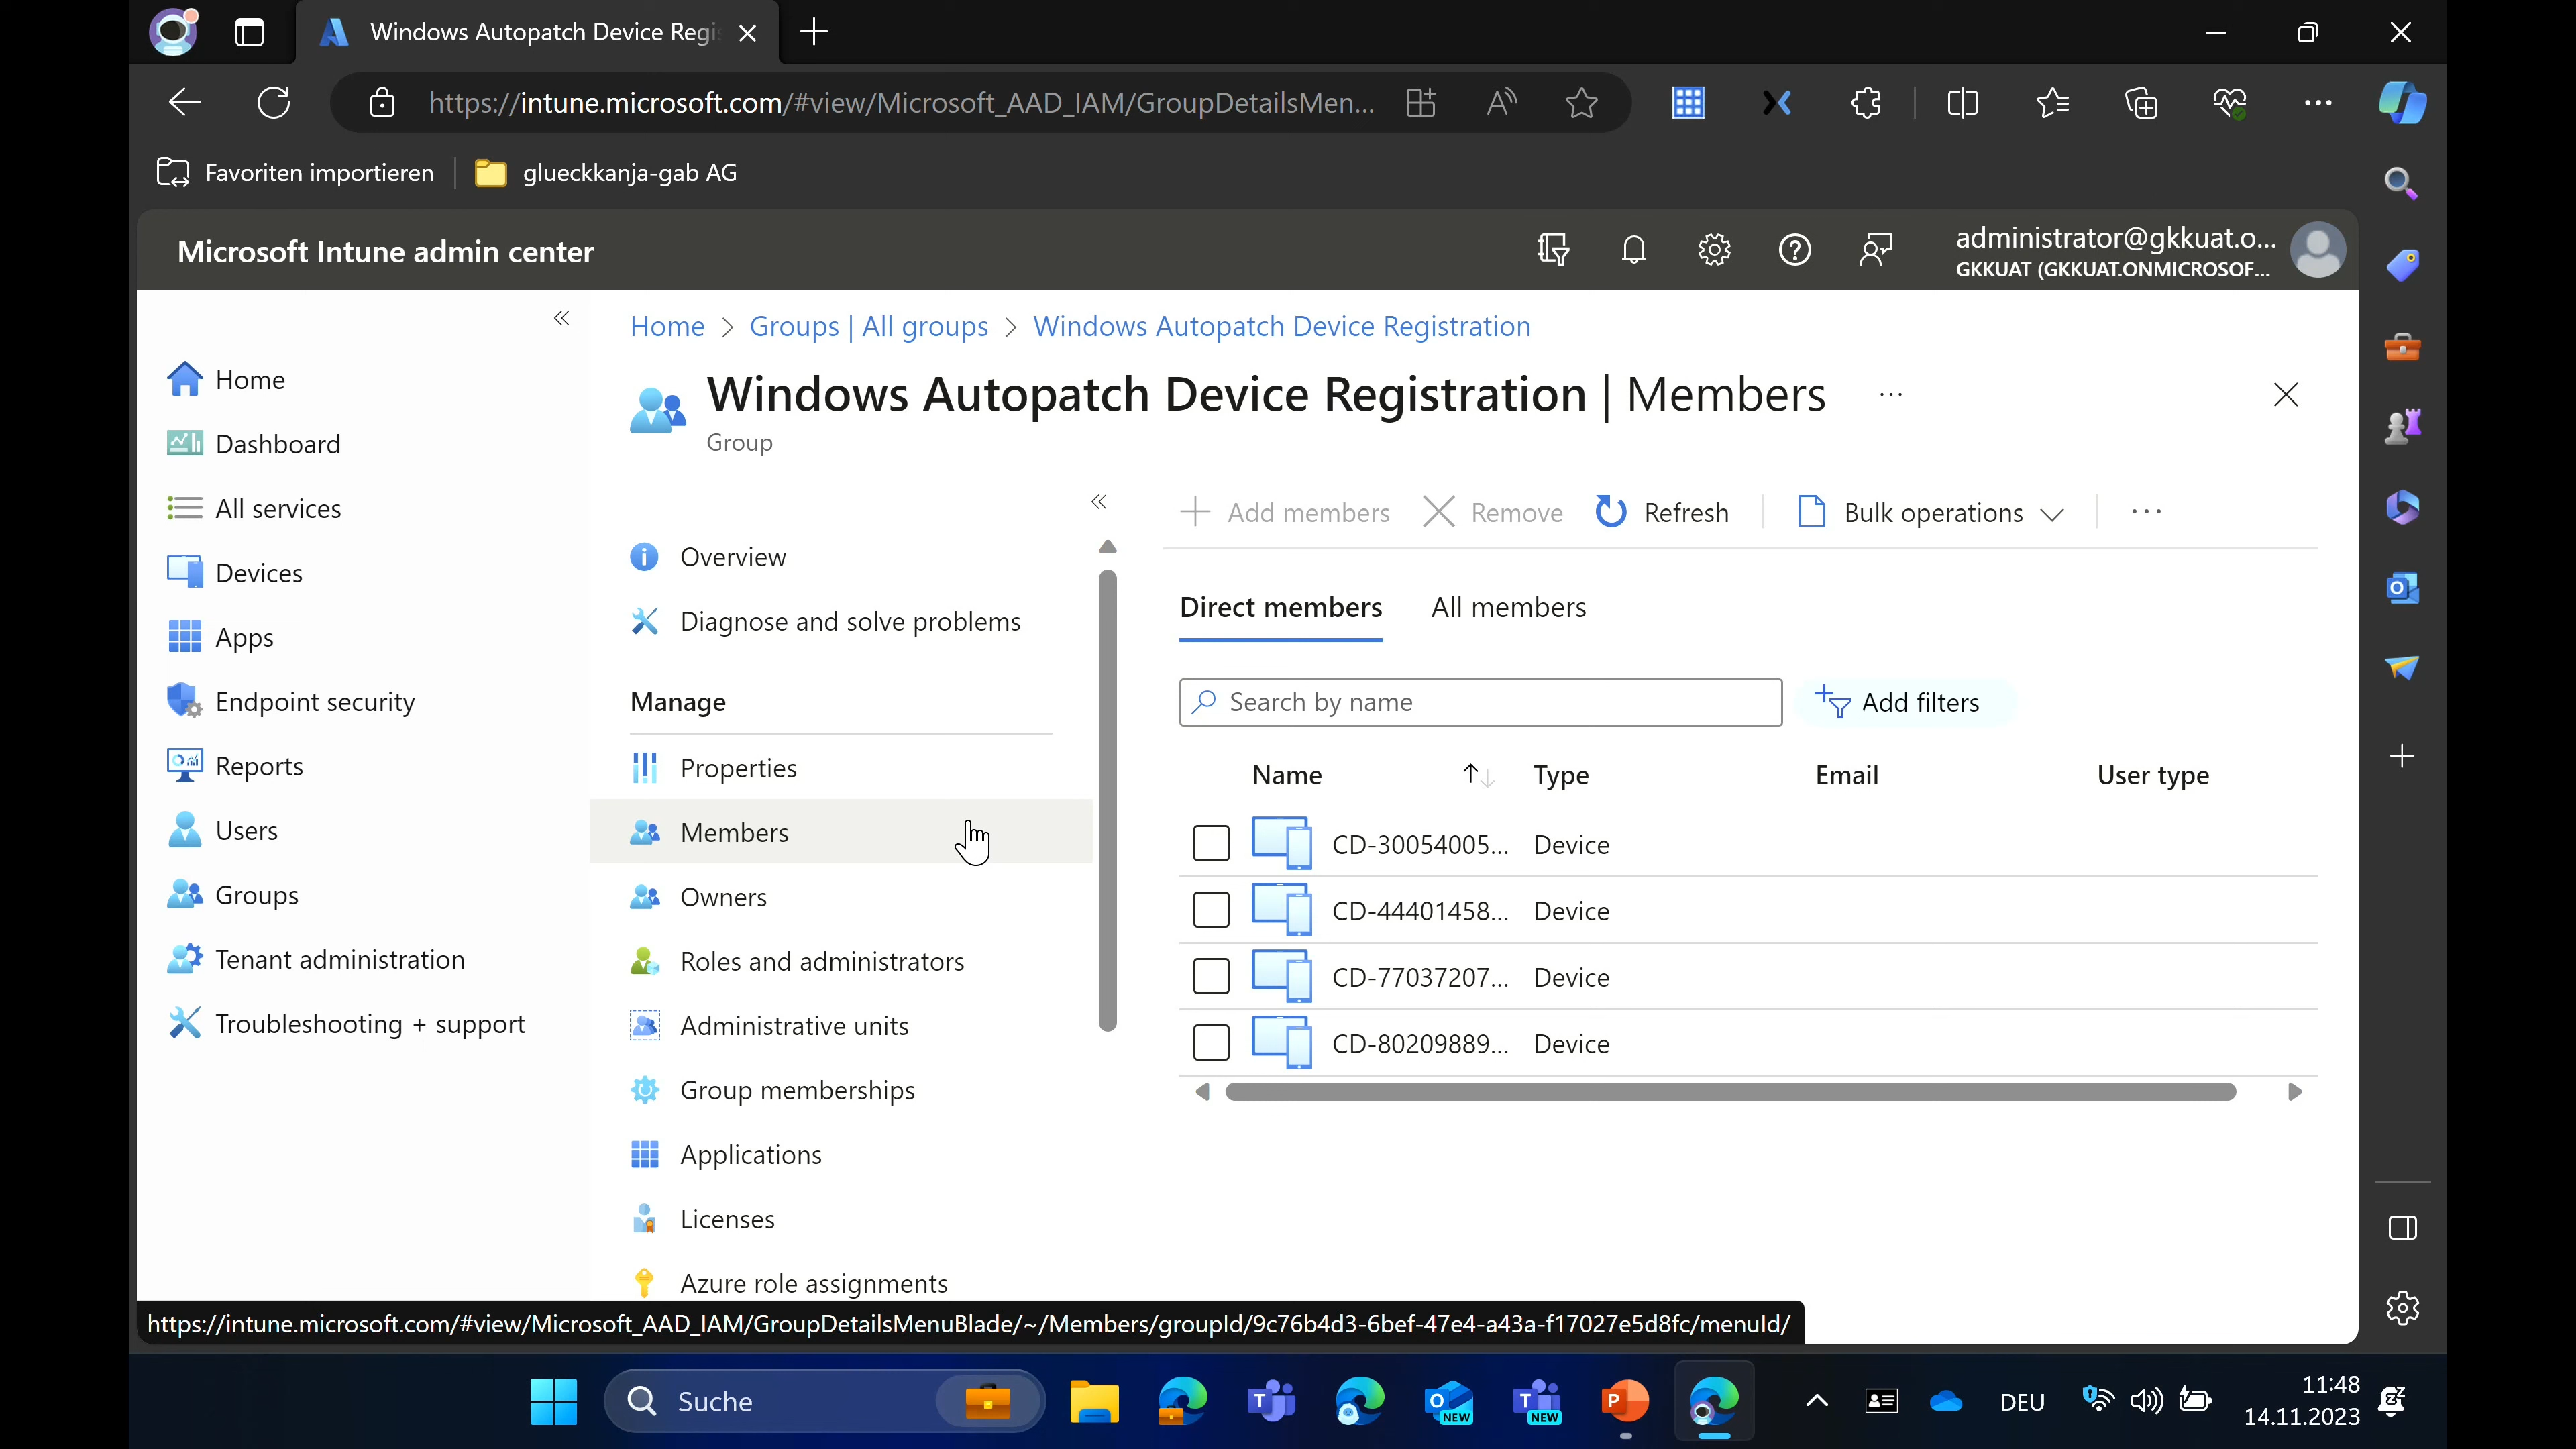 Windows Autopatch Device Regis
https://intune.microsoft.com/#view/Microsoft_AAD_IAM/GroupDetailsMen...
Favoriten importieren
glueckkanja-gab AG
Microsoft Intune admin center
administrator@gkkuat.o...
GKKUAT (GKKUAT.ONMICROSOF...
Home
Dashboard
All services
Devices
Apps
Endpoint security
Reports
Users
Groups
Tenant administration
Troubleshooting + support
Home > Groups | All groups > Windows Autopatch Device Registration
Windows Autopatch Device Registration | Members ...
Group
Overview
Diagnose and solve problems
Manage
Properties
Members
Owners
Roles and administrators
Administrative units
Group memberships
Applications
Licenses
Azure role assignments
Add members Remove Refresh Bulk operations ...
Direct members All members
Search by name Add filters
Name Type Email User type
CD-30054005... Device
CD-44401458... Device
CD-77037207... Device
CD-80209889... Device
https://intune.microsoft.com/#view/Microsoft_AAD_IAM/GroupDetailsMenuBlade/~/Members/groupId/9c76b4d3-6bef-47e4-a43a-f17027e5d8fc/menuId/
Suche
NEW
NEW
DEU
11:48
14.11.2023